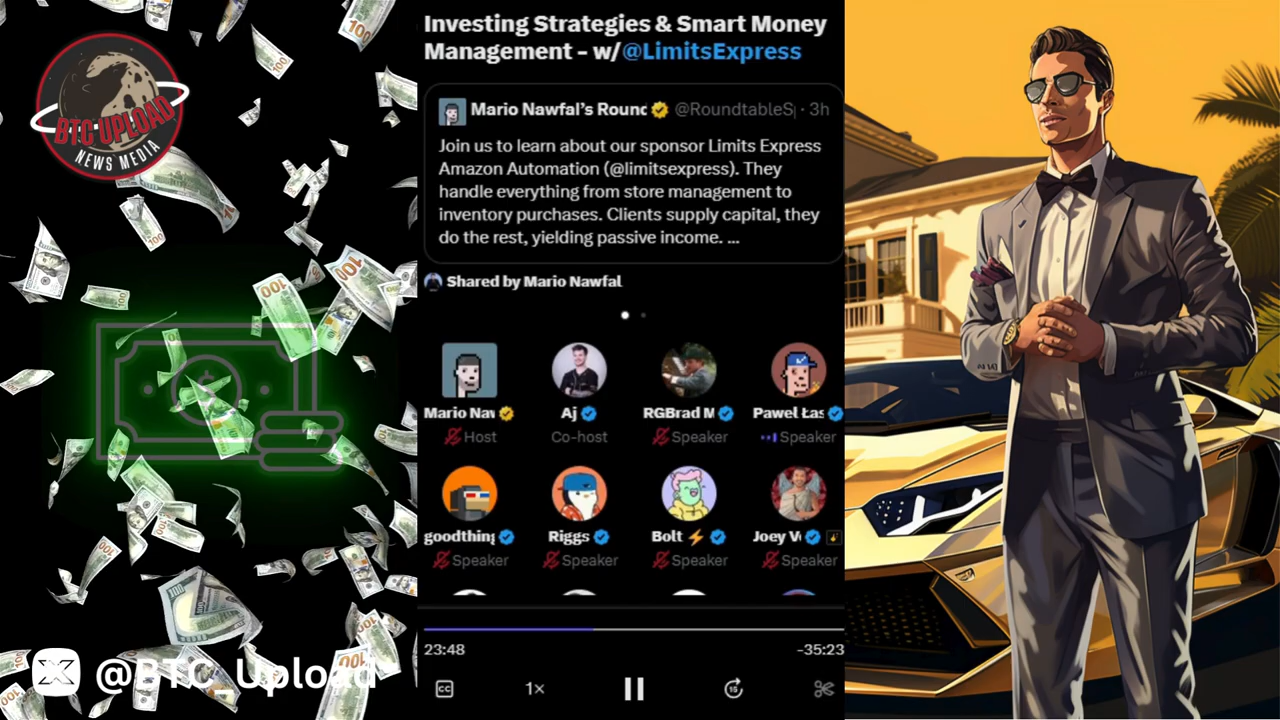 BTC UPLOAD
NEWS MEDIA
@BTC_Upload
Investing Strategies & Smart Money
Management - w/@LimitsExpress
Mario Nawfal's Rounc @RoundtableS · 3h
Join us to learn about our sponsor Limits Express
Amazon Automation (@limitsexpress). They
handle everything from store management to
inventory purchases. Clients supply capital, they
do the rest, yielding passive income. ...
Shared by Mario Nawfal
Mario Nav Aj RGBrad M Paweł Łas
Host Co-host Speaker Speaker
goodthing Riggs Bolt ⚡ Joey V
Speaker Speaker Speaker Speaker
23:48 -35:23
CC 1× 15